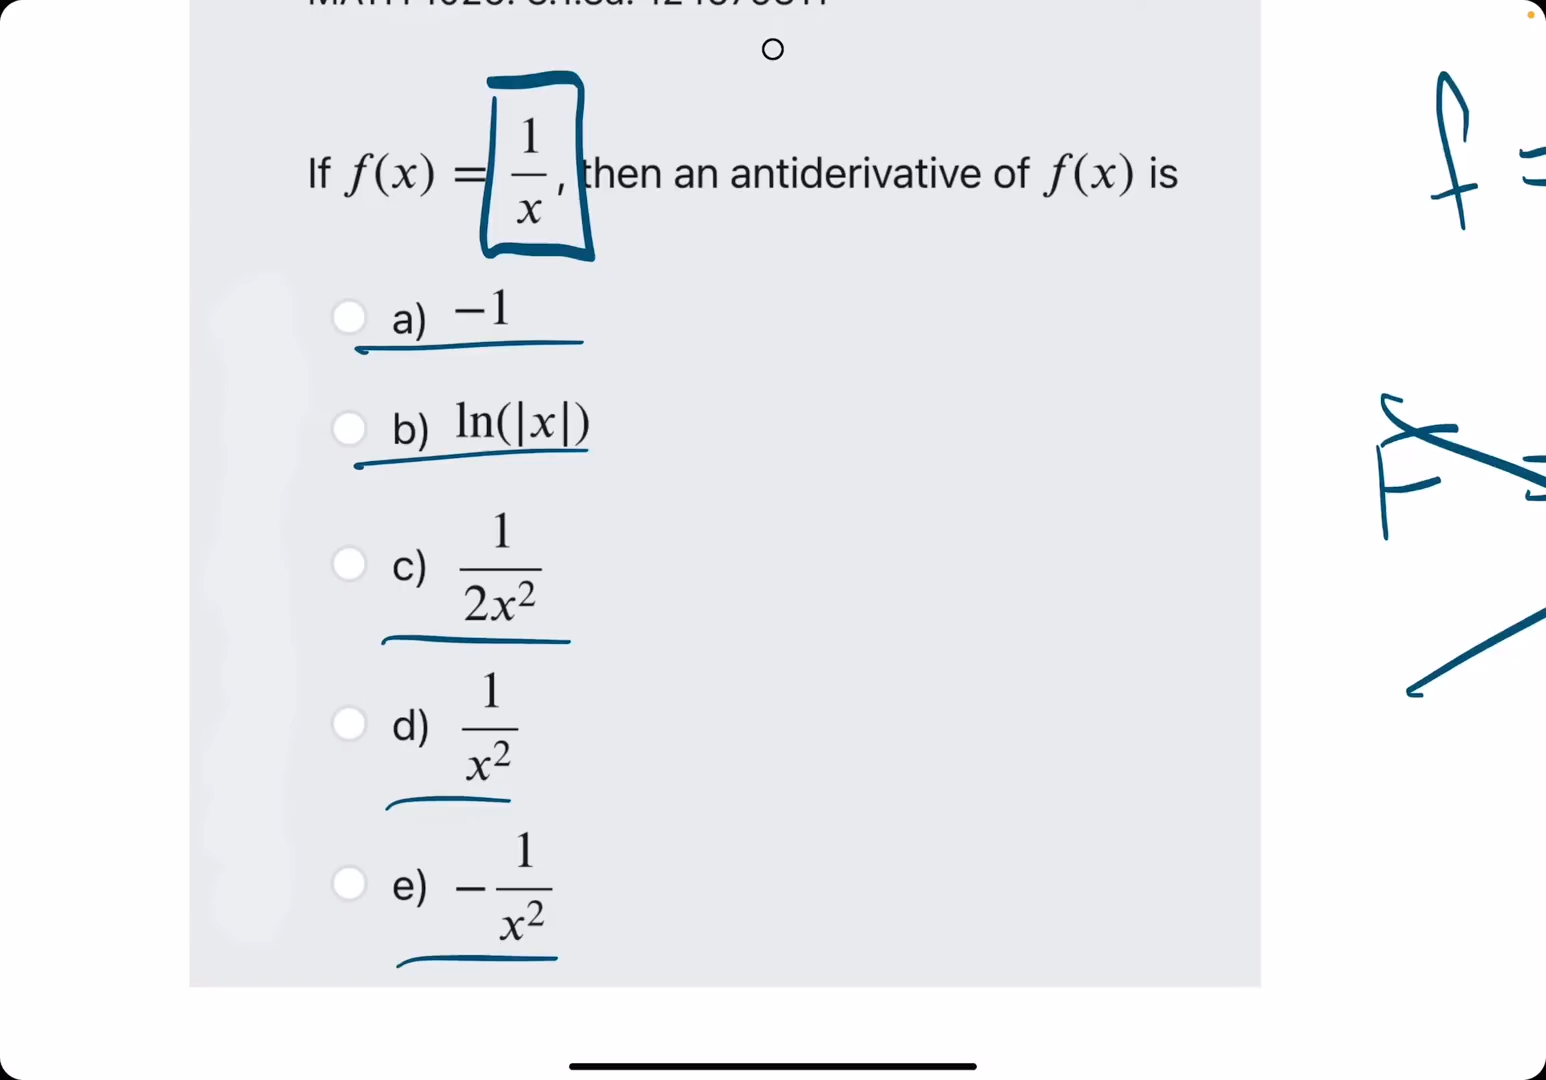 If f(x) = 1/x, then an antiderivative of f(x) is
a) −1
b) ln(|x|)
c) 1/(2x²)
d) 1/x²
e) −1/x²
f =
F =